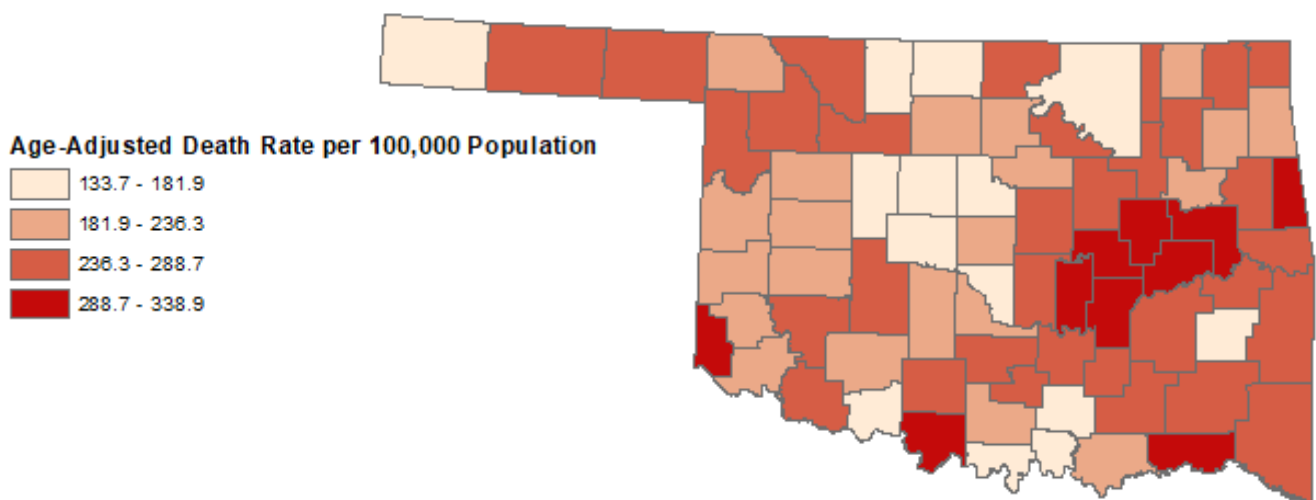 Age-Adjusted Death Rate per 100,000 Population
133.7 - 181.9
181.9 - 236.3
236.3 - 288.7
288.7 - 338.9